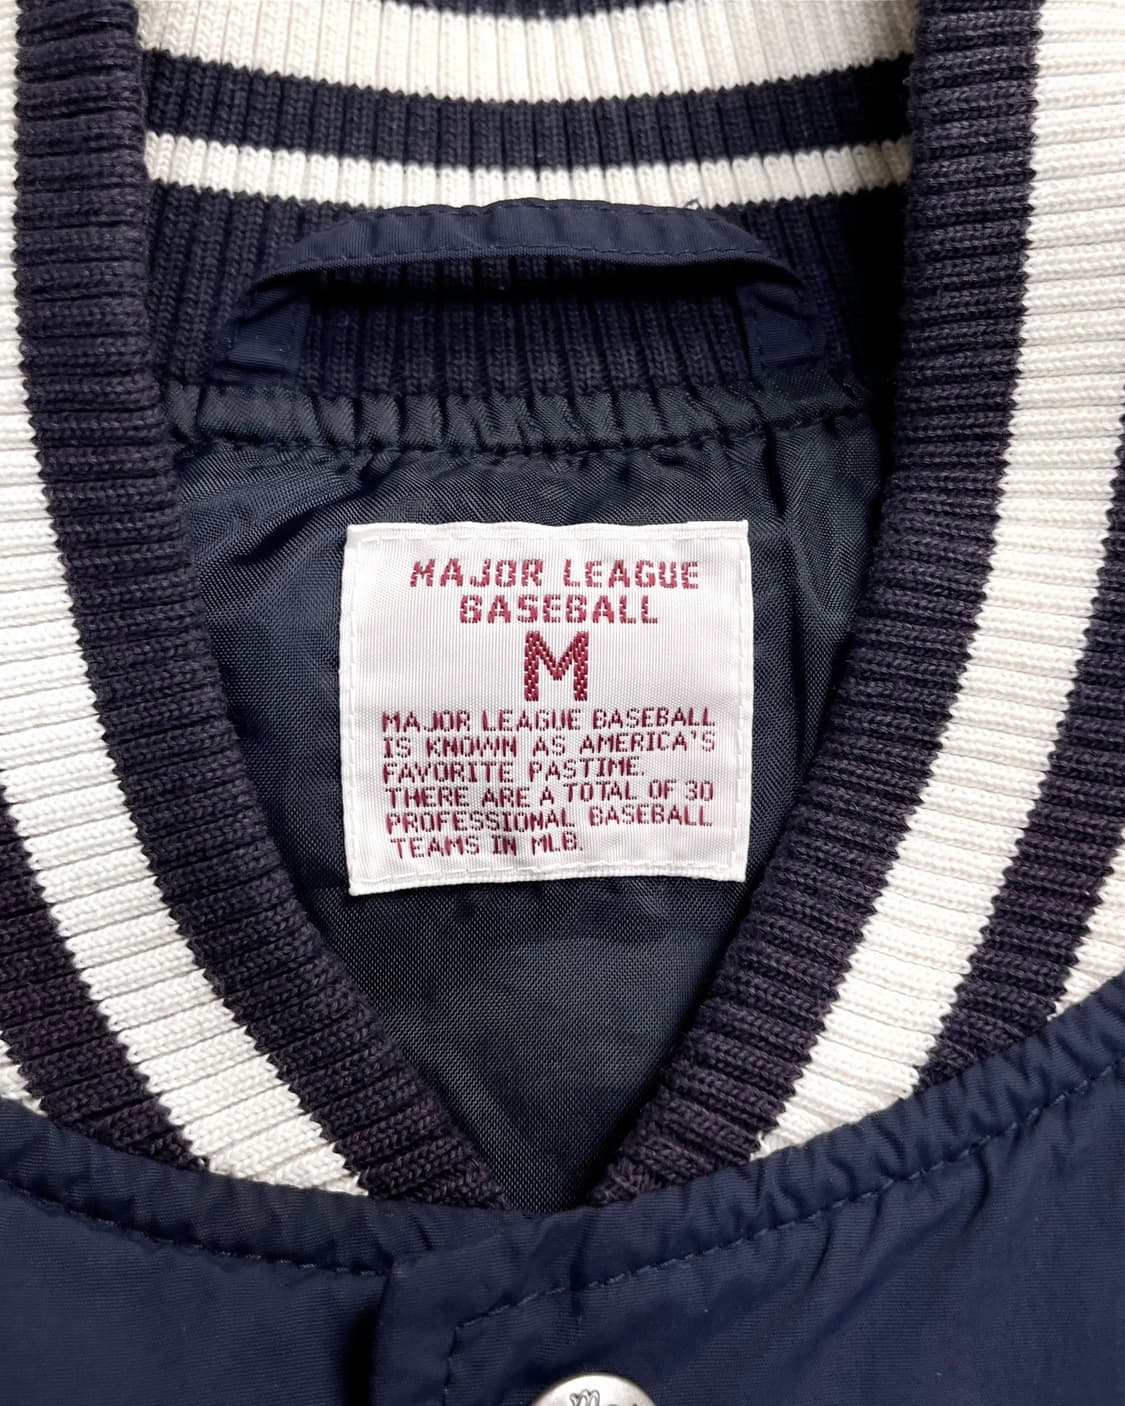 MAJOR LEAGUE
BASEBALL
M
MAJOR LEAGUE BASEBALL
IS KNOWN AS AMERICA'S
FAVORITE PASTIME.
THERE ARE A TOTAL OF 30
PROFESSIONAL BASEBALL
TEAMS IN MLB.